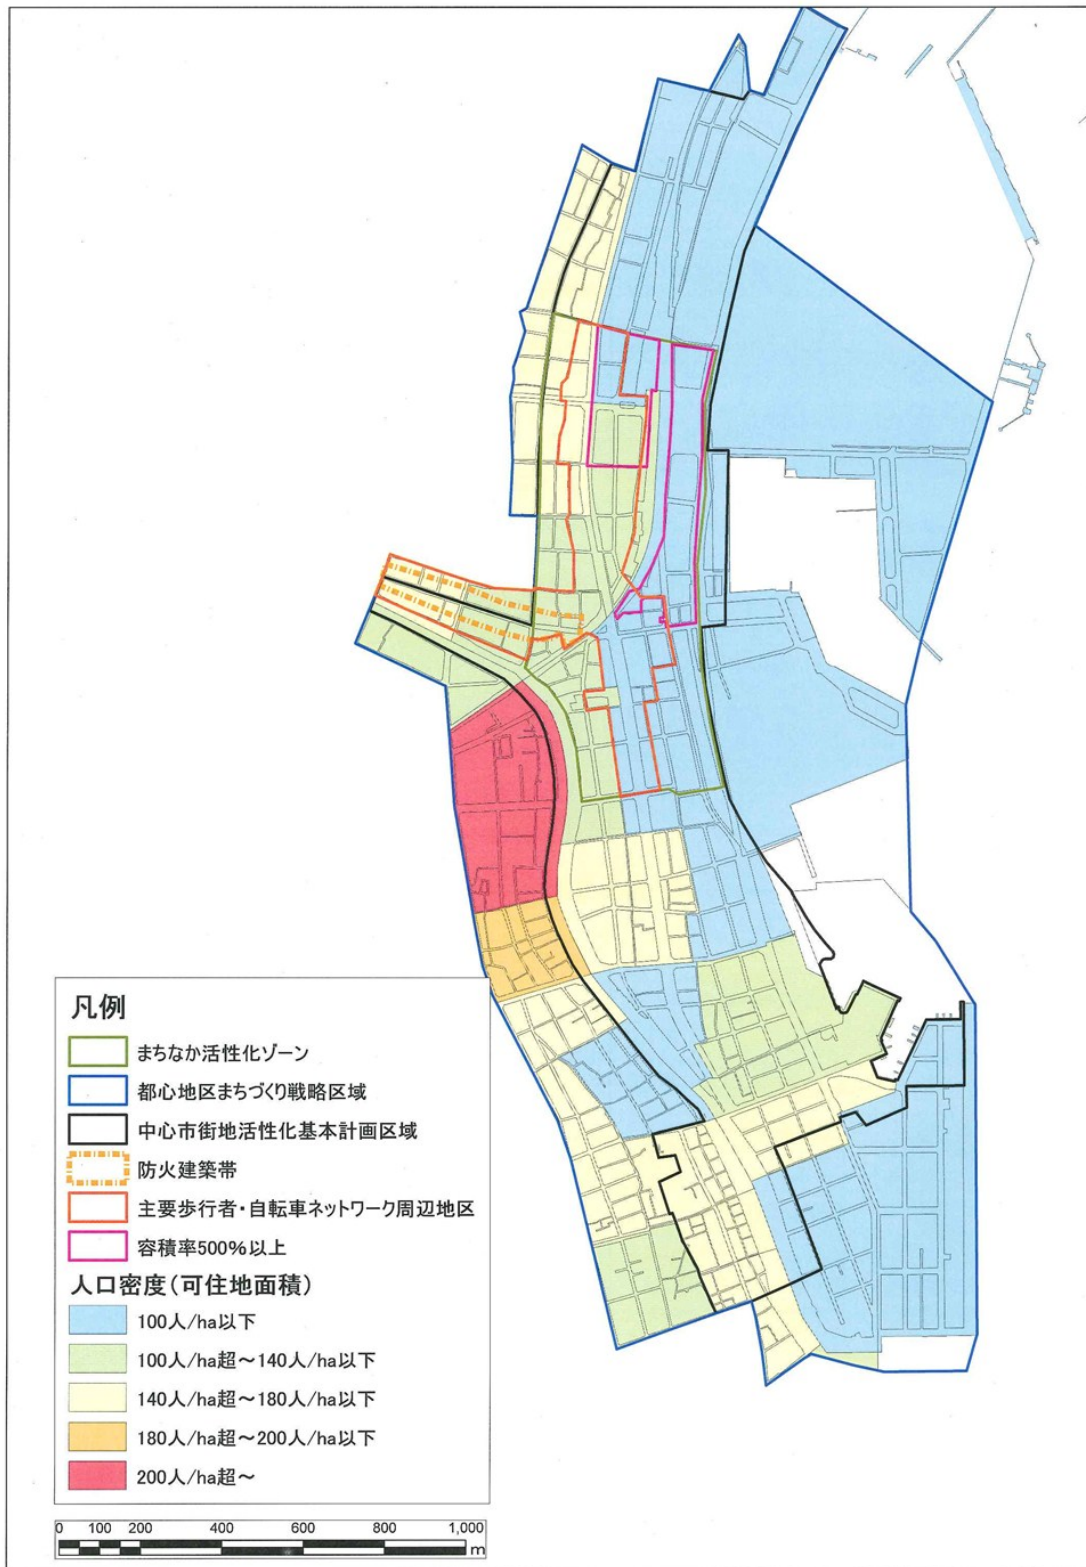 凡例
まちなか活性化ゾーン
都心地区まちづくり戦略区域
中心市街地活性化基本計画区域
防火建築帯
主要歩行者・自転車ネットワーク周辺地区
容積率500%以上
人口密度(可住地面積)
100人/ha以下
100人/ha超~140人/ha以下
140人/ha超~180人/ha以下
180人/ha超~200人/ha以下
200人/ha超~
0 100 200 400 600 800 1,000
m